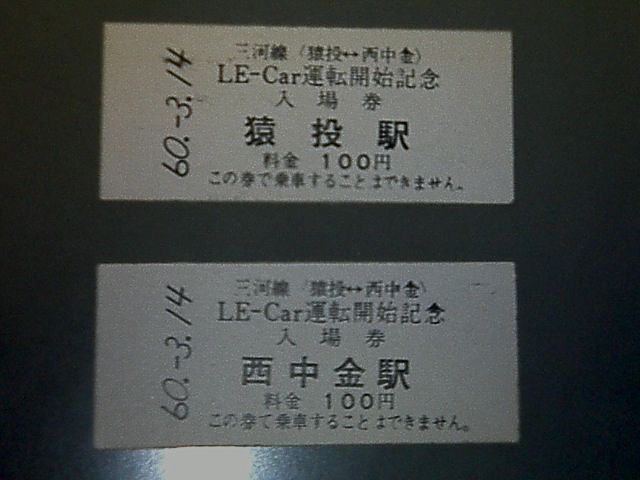 三河線（猿投↔西中金）
LE-Car運転開始記念
入場券
猿投駅
料金 100円
この券で乗車することはできません。
60.-3.14
三河線（猿投↔西中金）
LE-Car運転開始記念
入場券
西中金駅
料金 100円
この券で乗車することはできません。
60.-3.14